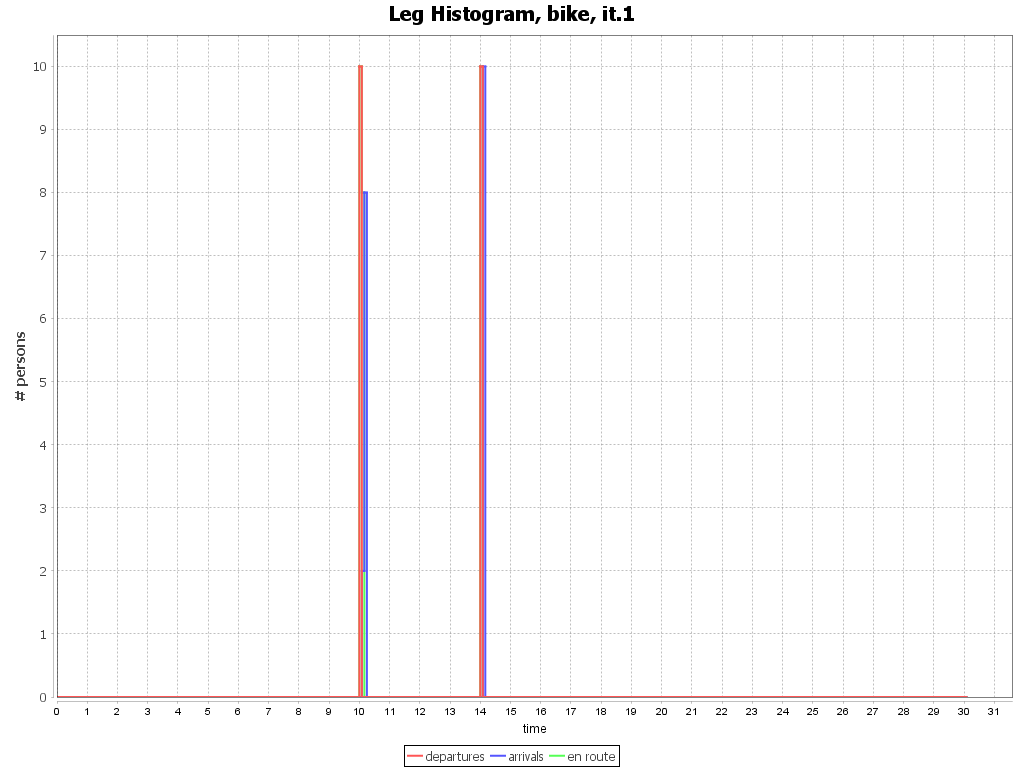 Leg Histogram, bike, it.1
# persons
10
9
8
7
6
5
4
3
2
1
0
0 1 2 3 4 5 6 7 8 9 10 11 12 13 14 15 16 17 18 19 20 21 22 23 24 25 26 27 28 29 30 31
time
departures arrivals en route